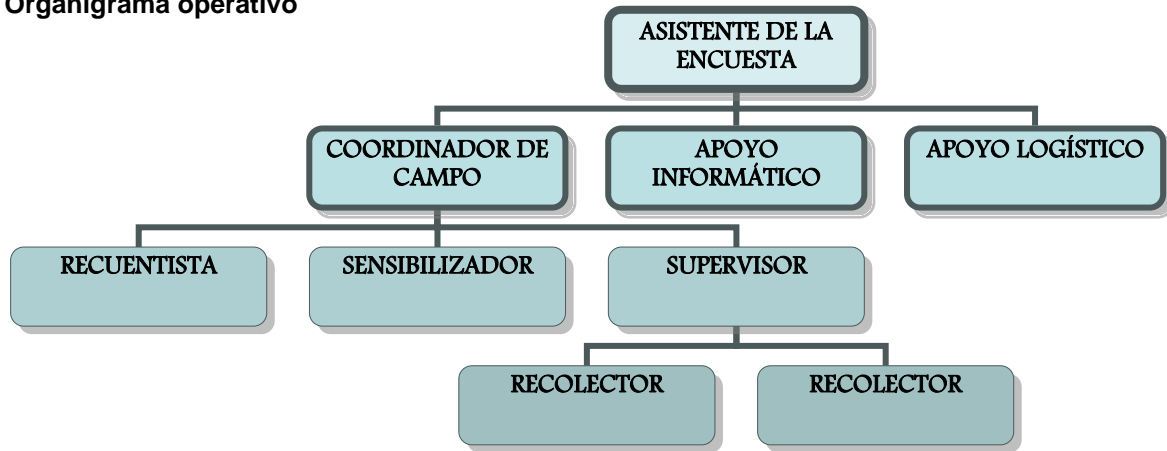 Organigrama operativo
ASISTENTE DE LA
ENCUESTA
COORDINADOR DE
CAMPO
APOYO
INFORMÁTICO
APOYO LOGÍSTICO
RECUENTISTA
SENSIBILIZADOR
SUPERVISOR
RECOLECTOR
RECOLECTOR